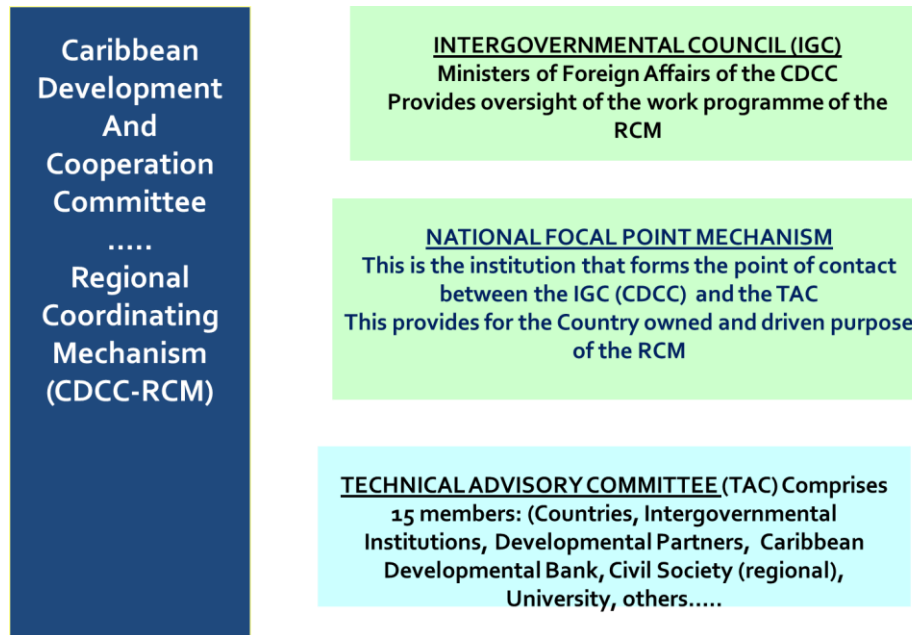 Caribbean
Development
And
Cooperation
Committee
.....
Regional
Coordinating
Mechanism
(CDCC-RCM)
INTERGOVERNMENTAL COUNCIL (IGC)
Ministers of Foreign Affairs of the CDCC
Provides oversight of the work programme of the
RCM
NATIONAL FOCAL POINT MECHANISM
This is the institution that forms the point of contact
between the IGC (CDCC) and the TAC
This provides for the Country owned and driven purpose
of the RCM
TECHNICAL ADVISORY COMMITTEE (TAC) Comprises
15 members: (Countries, Intergovernmental
Institutions, Developmental Partners, Caribbean
Developmental Bank, Civil Society (regional),
University, others.....